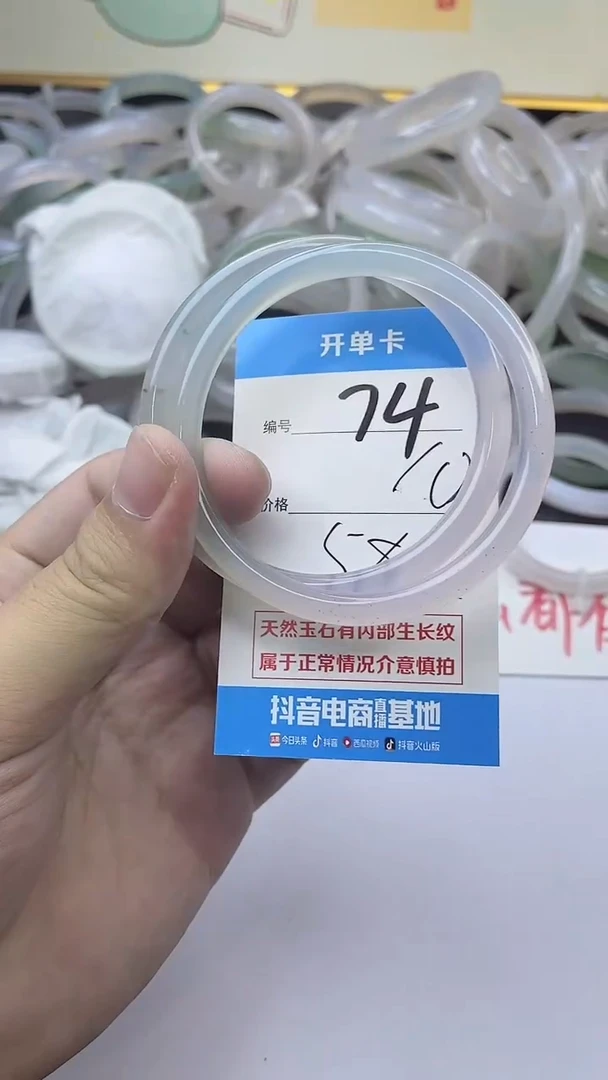 开单卡
编号 74
价格 10
58
天然玉石有内部生长纹
属于正常情况介意慎拍
抖音电商直播基地
今日头条 抖音 西瓜视频 抖音火山版